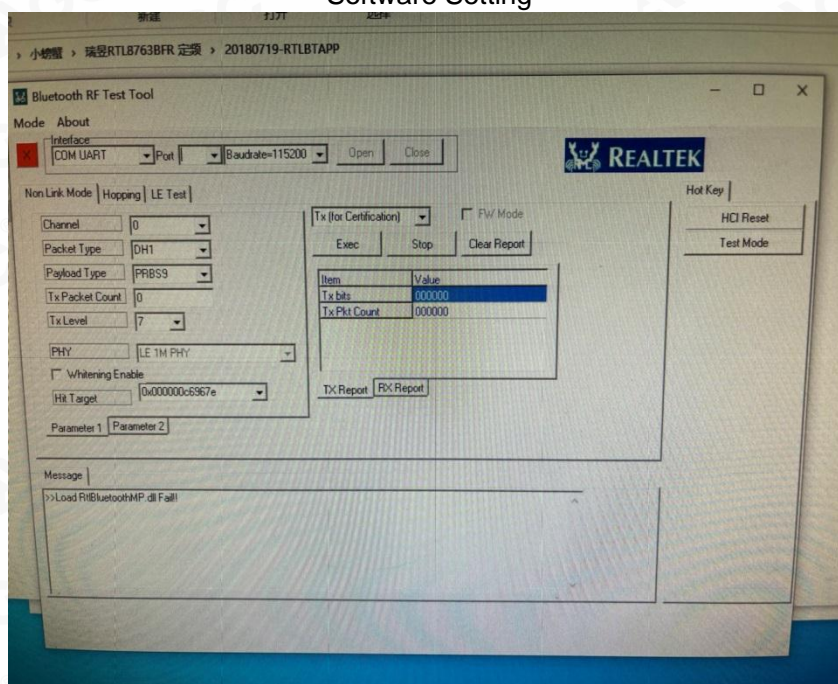 Software Setting
新建 打开 选择
› 小螃蟹 › 瑞昱RTL8763BFR 定频 › 20180719-RTLBTAPP
Bluetooth RF Test Tool
Mode About
Interface
X COM UART Port Baudrate=115200 Open Close
REALTEK
Non Link Mode Hopping LE Test
Hot Key
Channel 0
Tx (for Certification) FW Mode
HCI Reset
Packet Type DH1
Exec Stop Clear Report
Test Mode
Payload Type PRBS9
Item Value
Tx Packet Count 0
Tx bits 000000
Tx Level 7
Tx Pkt Count 000000
PHY LE 1M PHY
Whitening Enable
Hit Target 0x000000c6967e
TX Report RX Report
Parameter 1 Parameter 2
Message
>>Load RtlBluetoothMP.dll Fail!!